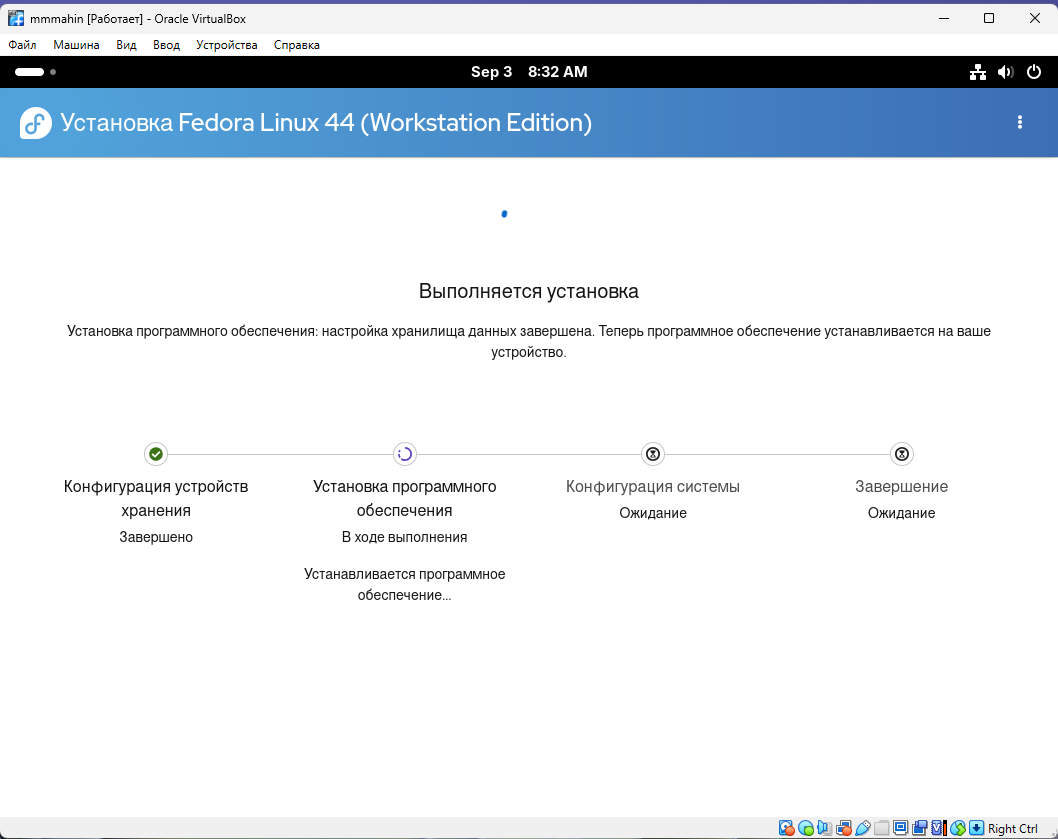 mmmahin [Работает] - Oracle VirtualBox
Файл Машина Вид Ввод Устройства Справка
Sep 3 8:32 AM
Установка Fedora Linux 44 (Workstation Edition)
Выполняется установка
Установка программного обеспечения: настройка хранилища данных завершена. Теперь программное обеспечение устанавливается на ваше
устройство.
Конфигурация устройств
хранения
Завершено
Установка программного
обеспечения
В ходе выполнения
Устанавливается программное
обеспечение...
Конфигурация системы
Ожидание
Завершение
Ожидание
Right Ctrl